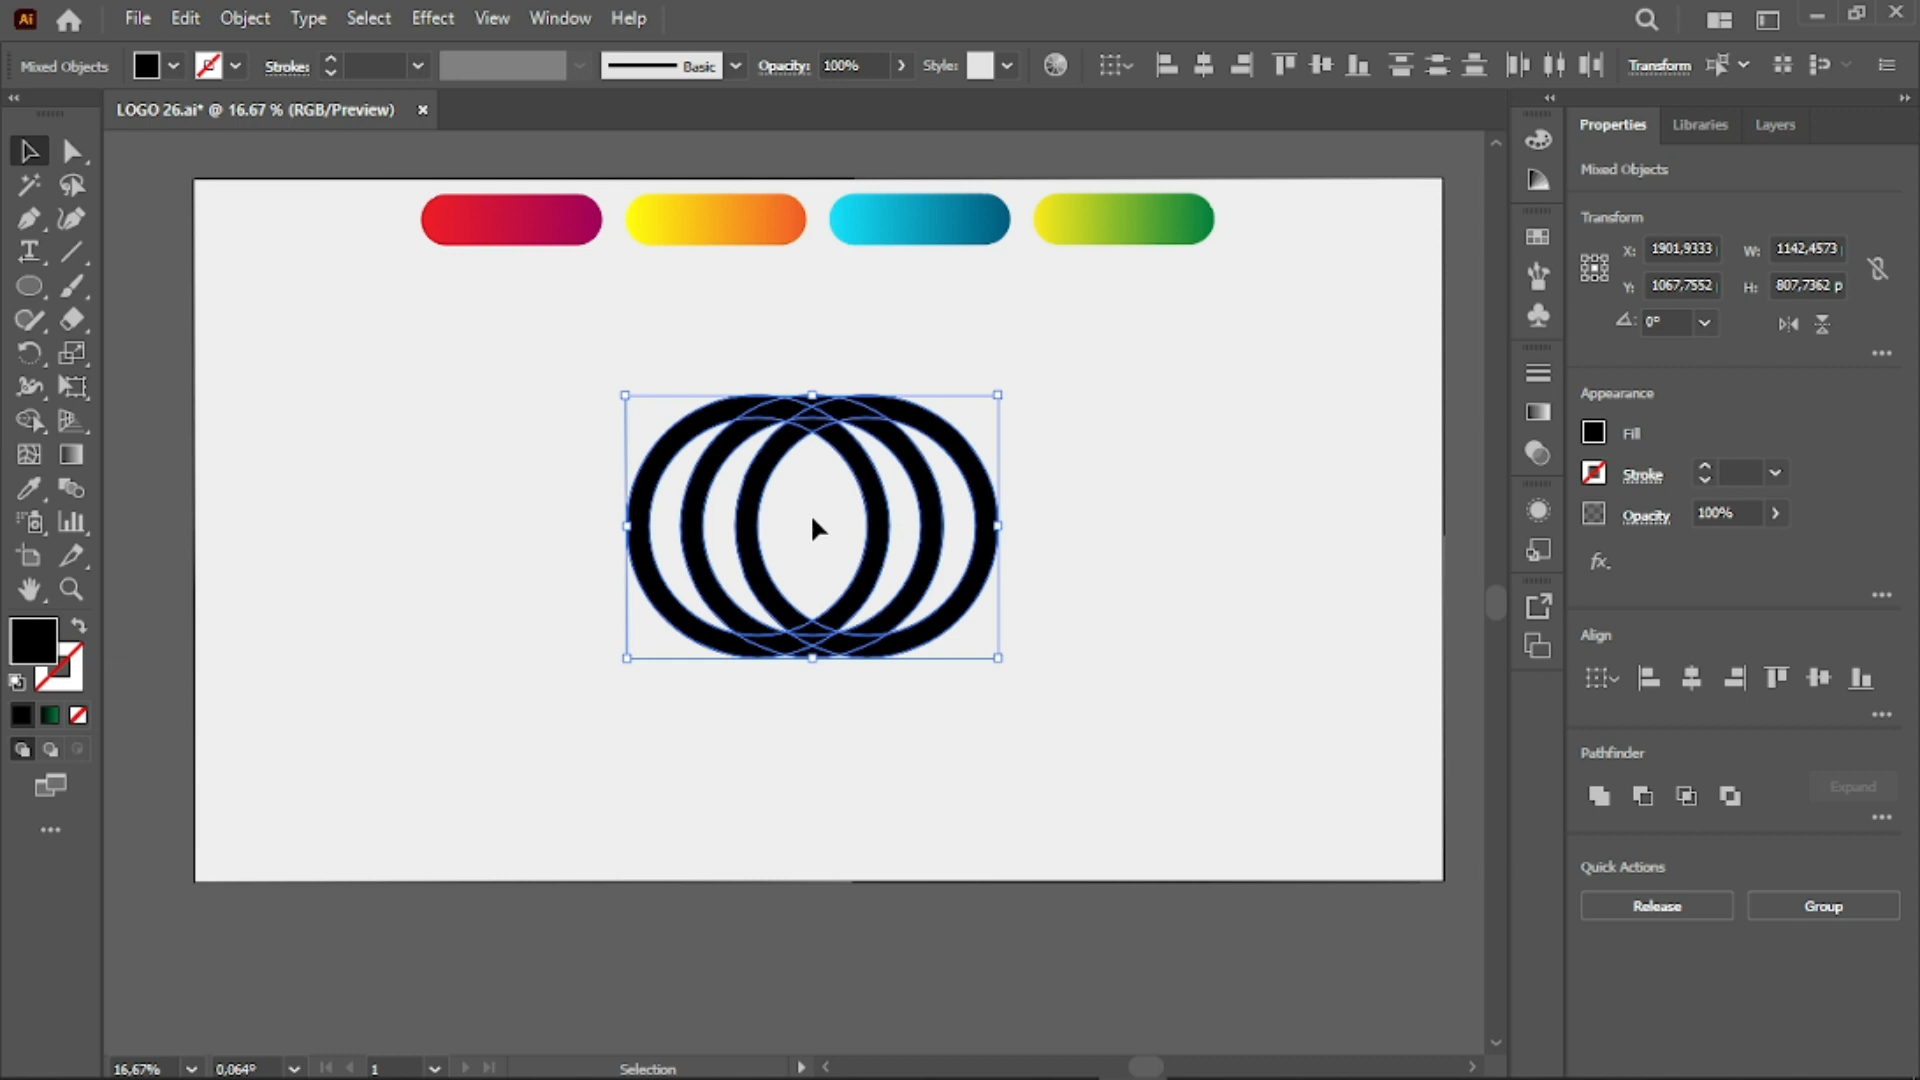 Ai File Edit Object Type Select Effect View Window Help
Mixed Objects Stroke: Basic Opacity: 100% Style: Transform
LOGO 26.ai* @ 16.67 % (RGB/Preview)
Properties Libraries Layers
Mixed Objects
Transform
X: 1901,9333 W: 1142,4573
Y: 1067,7552 H: 807,7362 p
0°
Appearance
Fill
Stroke
Opacity 100%
fx.
Align
Pathfinder
Expand
Quick Actions
Release Group
16,67% 0,064° 1 Selection